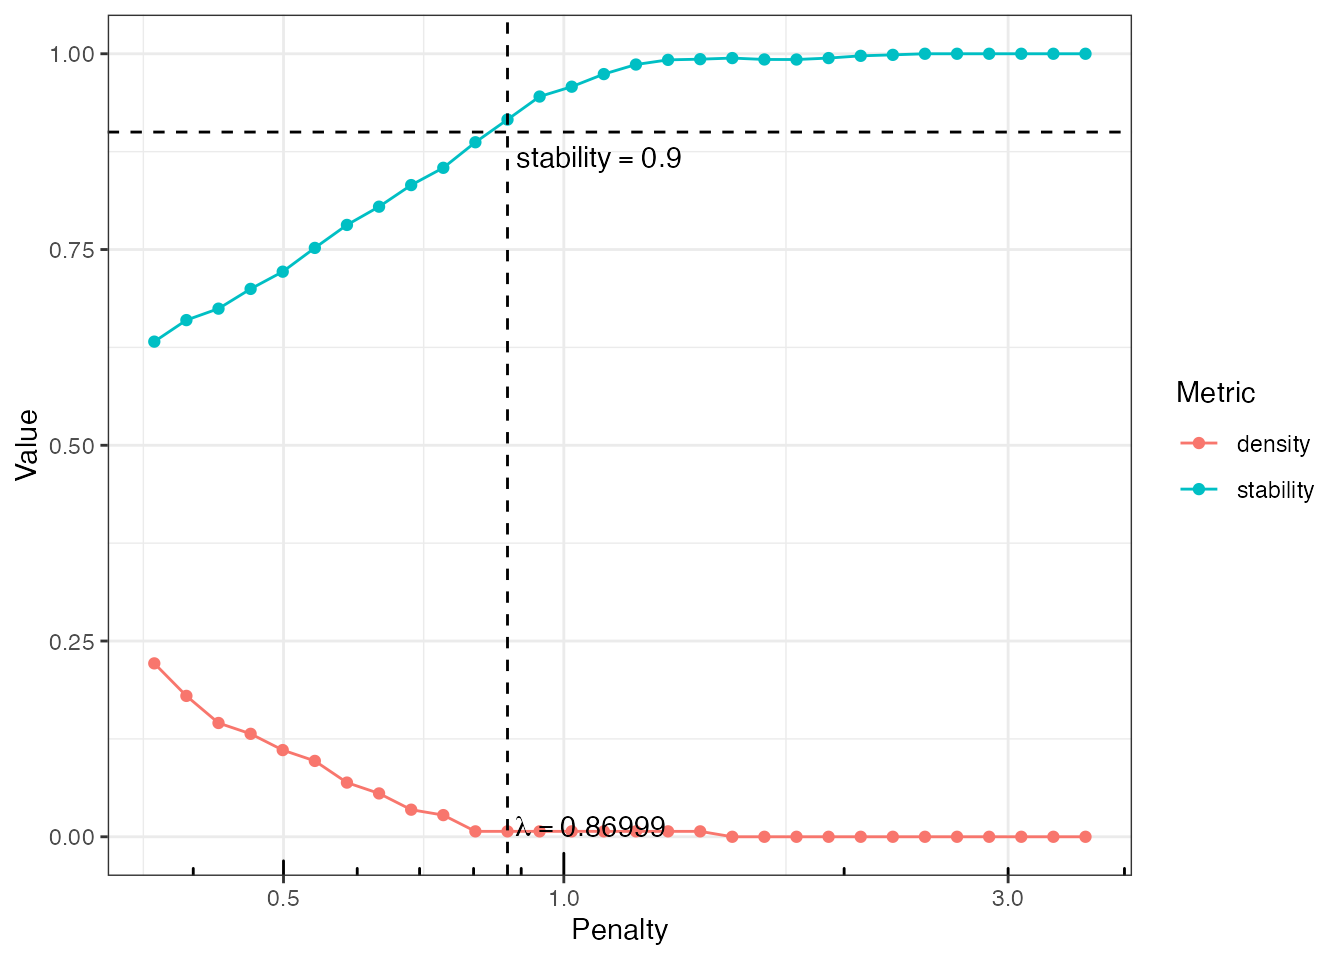 1.00
0.75
0.50
0.25
0.00
Value
stability = 0.9
λ = 0.86999
0.5
1.0
3.0
Penalty
Metric
density
stability